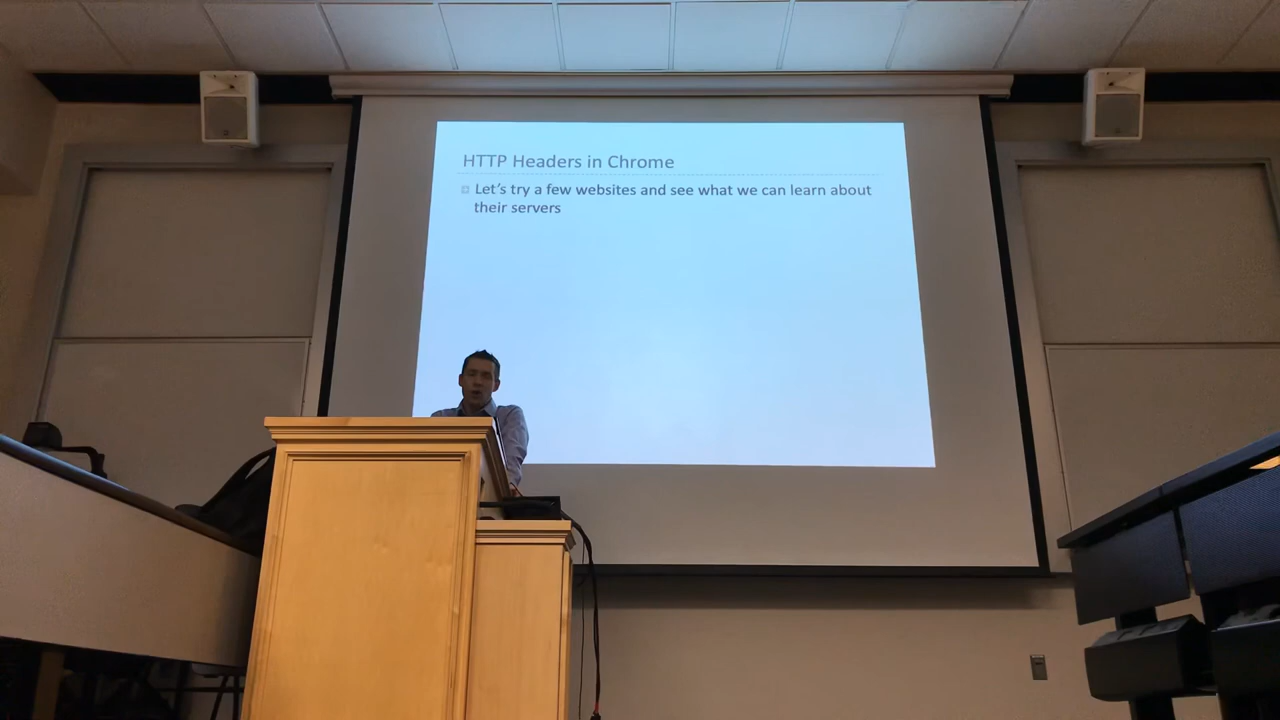 HTTP Headers in Chrome
Let's try a few websites and see what we can learn about
their servers